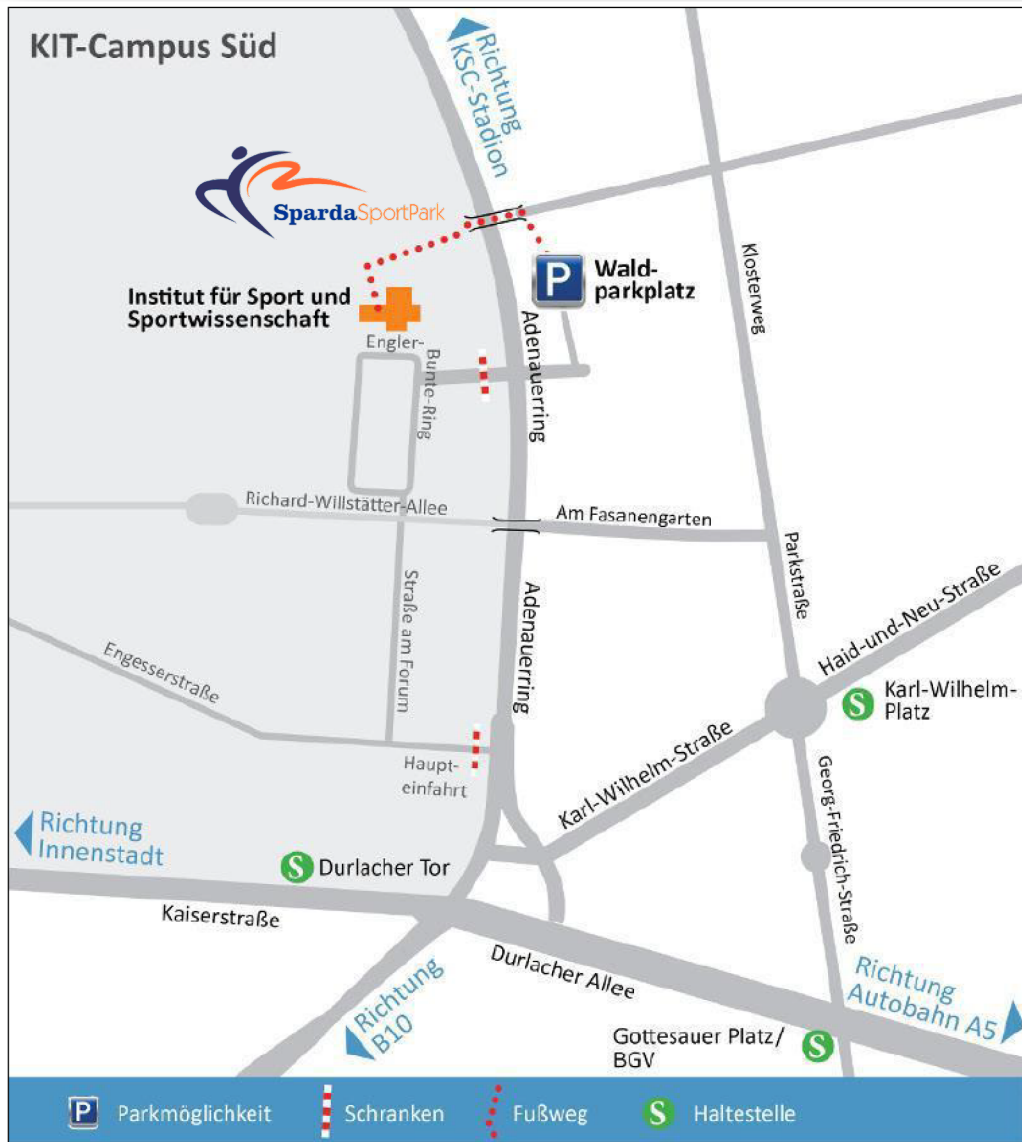 KIT-Campus Süd
Richtung
KSC-Stadion
SpardaSportPark
P
Wald-
parkplatz
Institut für Sport und
Sportwissenschaft
Engler-
Bunte-Ring
Adenauerring
Klosterweg
Richard-Willstätter-Allee
Am Fasanengarten
Parkstraße
Haid-und-Neu-Straße
Straße am Forum
Adenauerring
Engesserstraße
S
Karl-Wilhelm-
Platz
Karl-Wilhelm-Straße
Haupt-
einfahrt
Georg-Friedrich-Straße
Richtung
Innenstadt
S
Durlacher Tor
Kaiserstraße
Durlacher Allee
Richtung
B10
Richtung
Autobahn A5
Gottesauer Platz/
BGV
S
P Parkmöglichkeit
Schranken
Fußweg
S Haltestelle